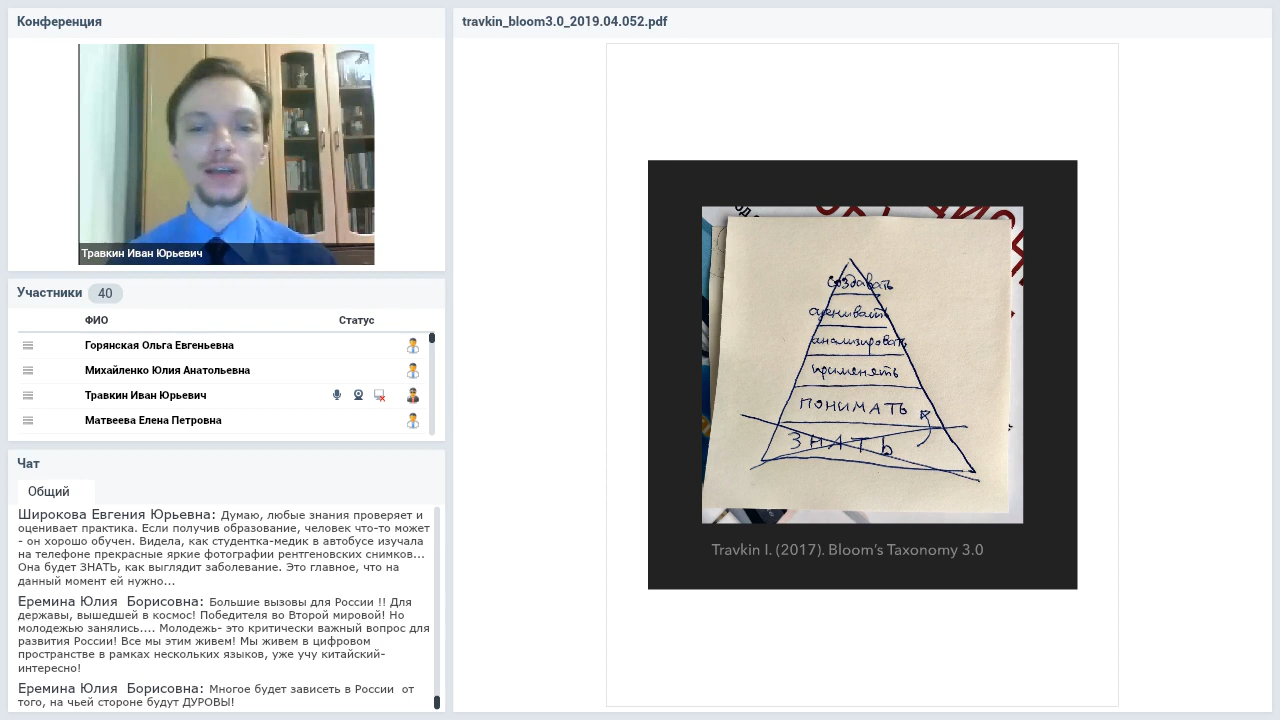 Конференция
Травкин Иван Юрьевич
Участники 40
ФИО Статус
Горянская Ольга Евгеньевна
Михайленко Юлия Анатольевна
Травкин Иван Юрьевич
Матвеева Елена Петровна
Чат
Общий
Широкова Евгения Юрьевна: Думаю, любые знания проверяет и
оценивает практика. Если получив образование, человек что-то может
- он хорошо обучен. Видела, как студентка-медик в автобусе изучала
на телефоне прекрасные яркие фотографии рентгеновских снимков...
Она будет ЗНАТЬ, как выглядит заболевание. Это главное, что на
данный момент ей нужно...
Еремина Юлия  Борисовна: Большие вызовы для России !! Для
державы, вышедшей в космос! Победителя во Второй мировой! Но
молодежью занялись.... Молодежь- это критически важный вопрос для
развития России! Все мы этим живем! Мы живем в цифровом
пространстве в рамках нескольких языков, уже учу китайский-
интересно!
Еремина Юлия  Борисовна: Многое будет зависеть в России  от
того, на чьей стороне будут ДУРОВЫ!
travkin_bloom3.0_2019.04.052.pdf
создавать
оценивать
анализировать
применять
ПОНИМАТЬ
ЗНАТЬ
Travkin I. (2017). Bloom's Taxonomy 3.0